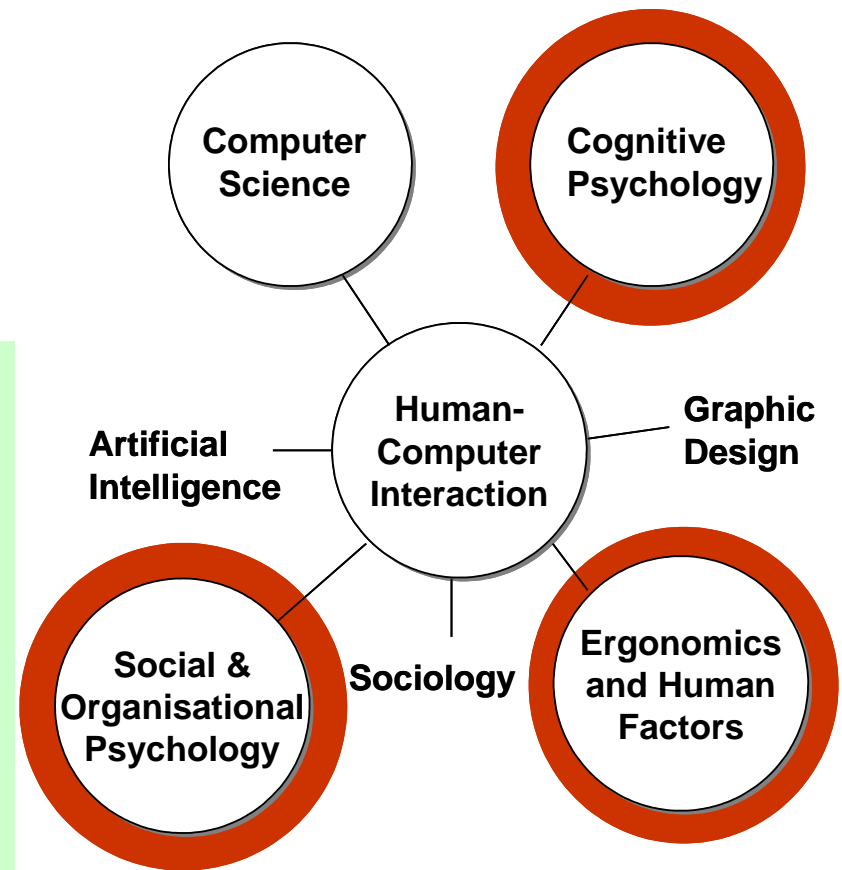 Computer
Science
Cognitive
Psychology
Human-
Computer
Interaction
Graphic
Design
Artificial
Intelligence
Social &
Organisational
Psychology
Sociology
Ergonomics
and Human
Factors